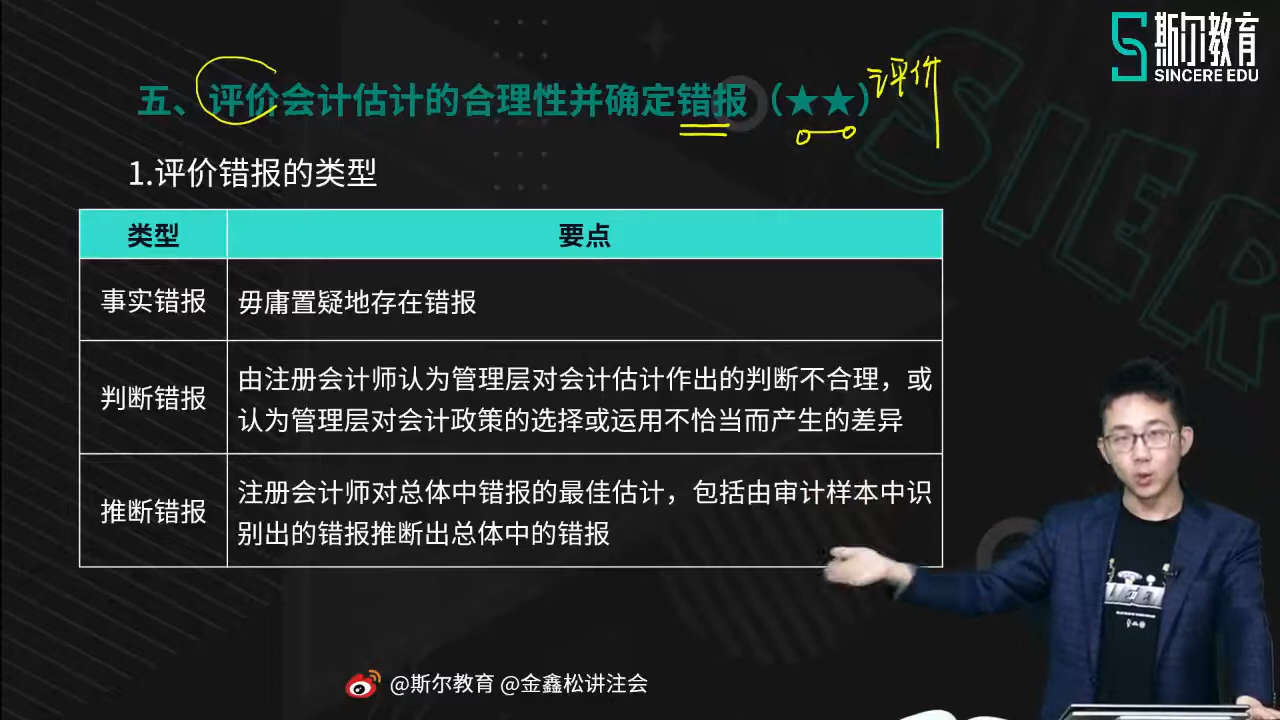 斯尔教育
SINCERE EDU
五、评价会计估计的合理性并确定错报（★★）
评价
1.评价错报的类型
类型 要点
事实错报 毋庸置疑地存在错报
判断错报 由注册会计师认为管理层对会计估计作出的判断不合理，或
认为管理层对会计政策的选择或运用不恰当而产生的差异
推断错报 注册会计师对总体中错报的最佳估计，包括由审计样本中识
别出的错报推断出总体中的错报
@斯尔教育 @金鑫松讲注会